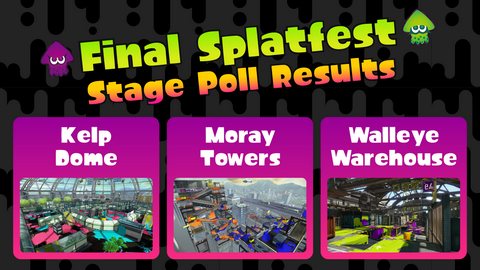 Final Splatfest
Stage Poll Results
Kelp
Dome
Moray
Towers
Walleye
Warehouse